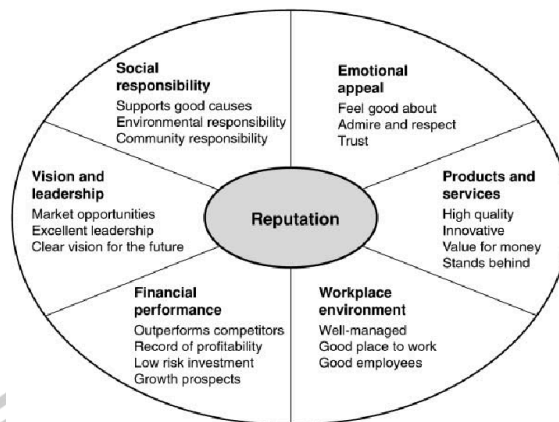 Social
responsibility
Supports good causes
Environmental responsibility
Community responsibility
Emotional
appeal
Feel good about
Admire and respect
Trust
Vision and
leadership
Market opportunities
Excellent leadership
Clear vision for the future
Reputation
Products and
services
High quality
Innovative
Value for money
Stands behind
Financial
performance
Outperforms competitors
Record of profitability
Low risk investment
Growth prospects
Workplace
environment
Well-managed
Good place to work
Good employees